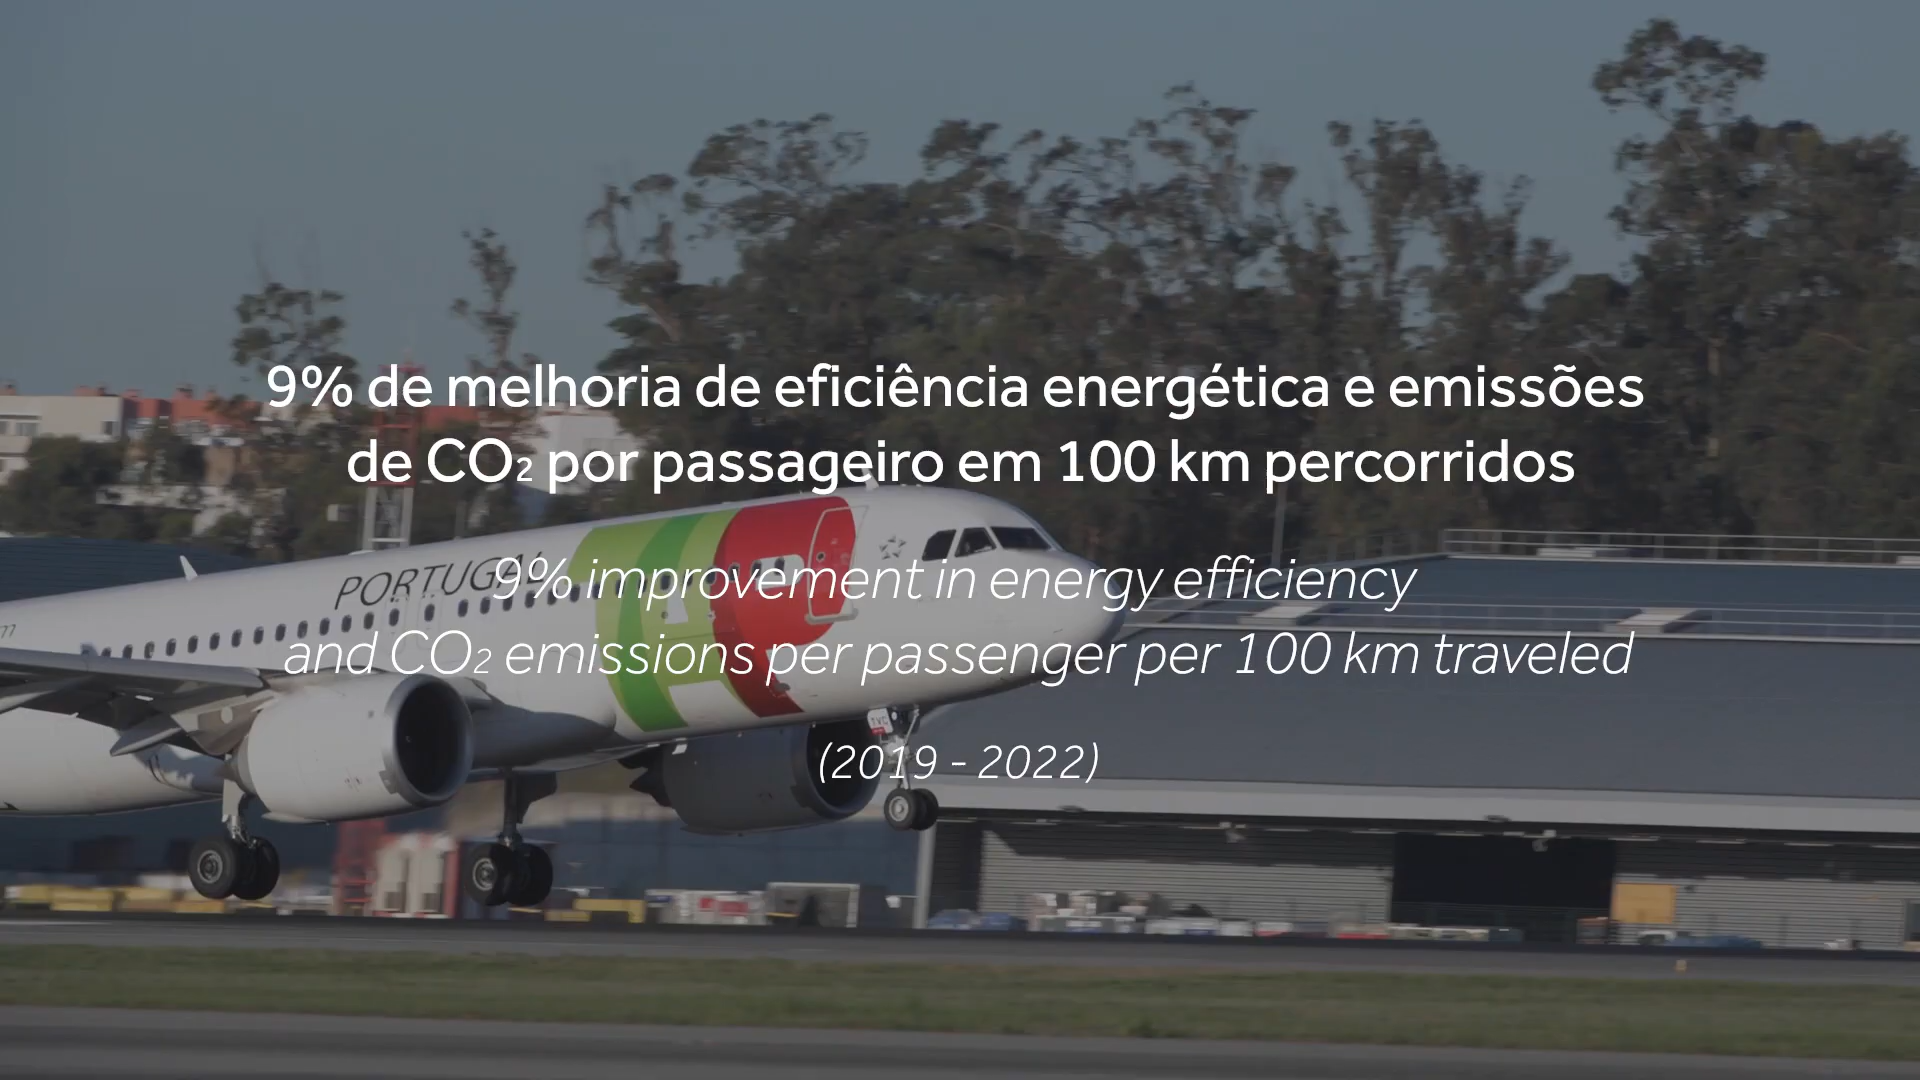 9% de melhoria de eficiência energética e emissões
de CO₂ por passageiro em 100 km percorridos
PORTUGAL
9% improvement in energy efficiency
and CO₂ emissions per passenger per 100 km traveled
TVC
(2019 - 2022)